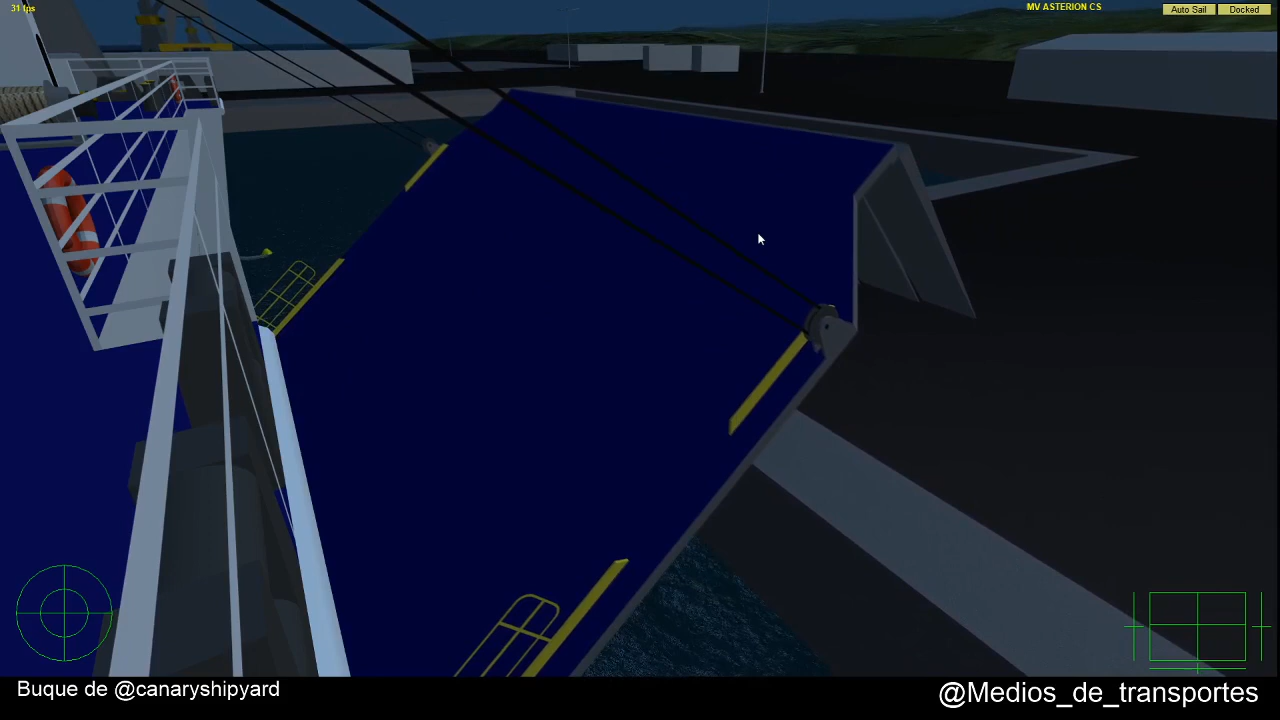 31 fps
MV ASTERION CS
Auto Sail
Docked
Buque de @canaryshipyard
@Medios_de_transportes